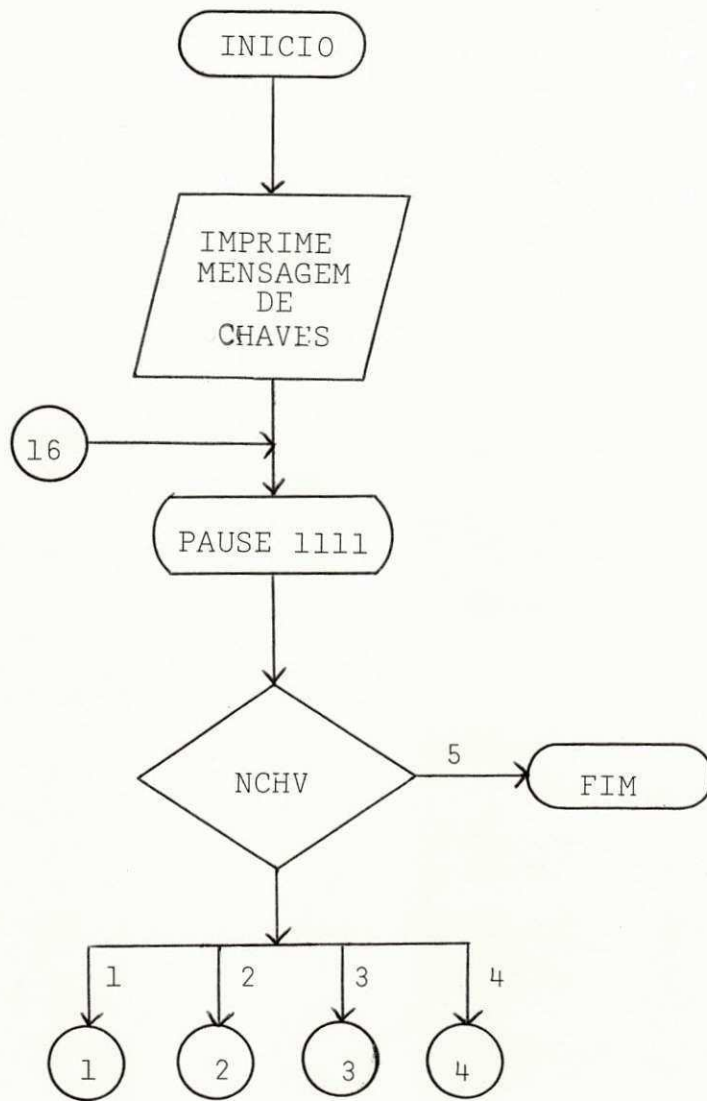 INICIO
IMPRIME
MENSAGEM
DE
CHAVES
16
PAUSE 1111
NCHV
5
FIM
1
2
3
4
1
2
3
4